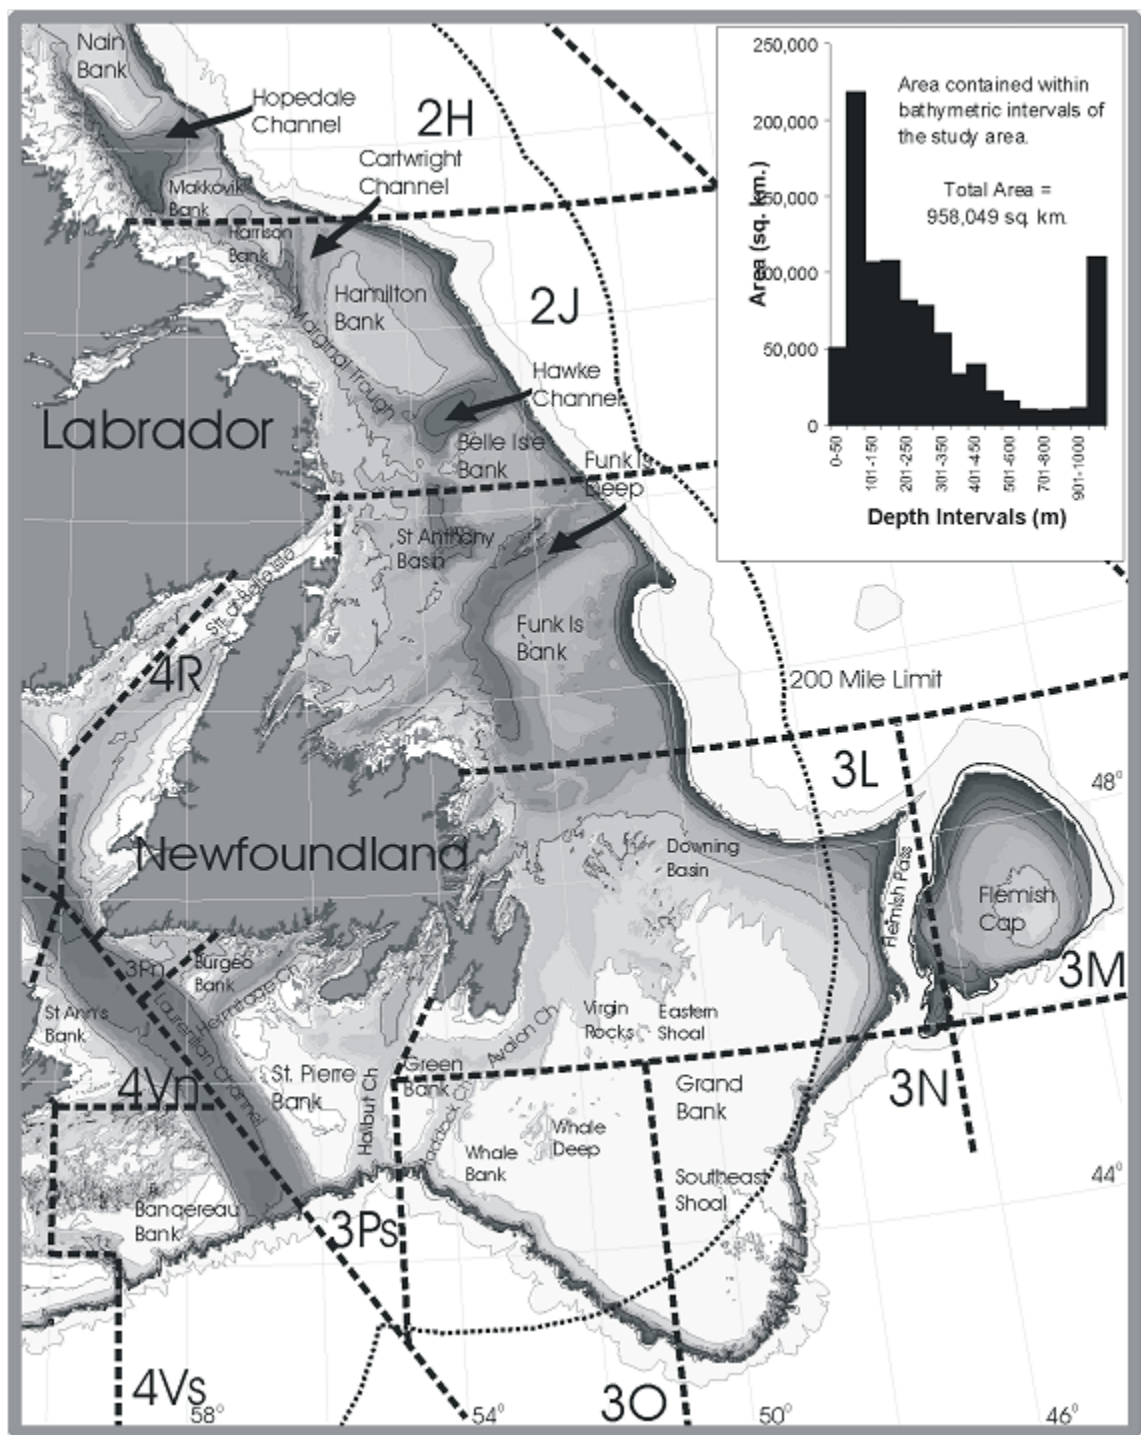 Nain
Bank
Hopedale
Channel
2H
Cartwright
Channel
Makkovik
Bank
Harrison
Bank
Hamilton
Bank
2J
Marginal Trough
Hawke
Channel
Labrador
Belle Isle
Bank
Funk Is
Deep
St Anthony
Basin
Str. of Belle Isle
Funk Is
Bank
4R
200 Mile Limit
3L
48°
Newfoundland
Downing
Basin
Flemish Pass
Flemish
Cap
3Pn
Burgeo
Bank
Hermitage Ch
3M
St Ann's
Bank
Laurentian Channel
Virgin
Rocks
Eastern
Shoal
Avalon Ch
4Vn
St. Pierre
Bank
Halibut Ch
Green
Bank
Haddock Ch
Grand
Bank
3N
Whale
Deep
Whale
Bank
Southeast
Shoal
44°
Banqereau
Bank
3Ps
4Vs
3O
58°
54°
50°
46°
250,000
200,000
150,000
100,000
50,000
0
Area (sq. km.)
Area contained within
bathymetric intervals of
the study area.
Total Area =
958,049 sq. km.
0-50
101-150
201-250
301-350
401-450
501-600
701-800
901-1000
Depth Intervals (m)